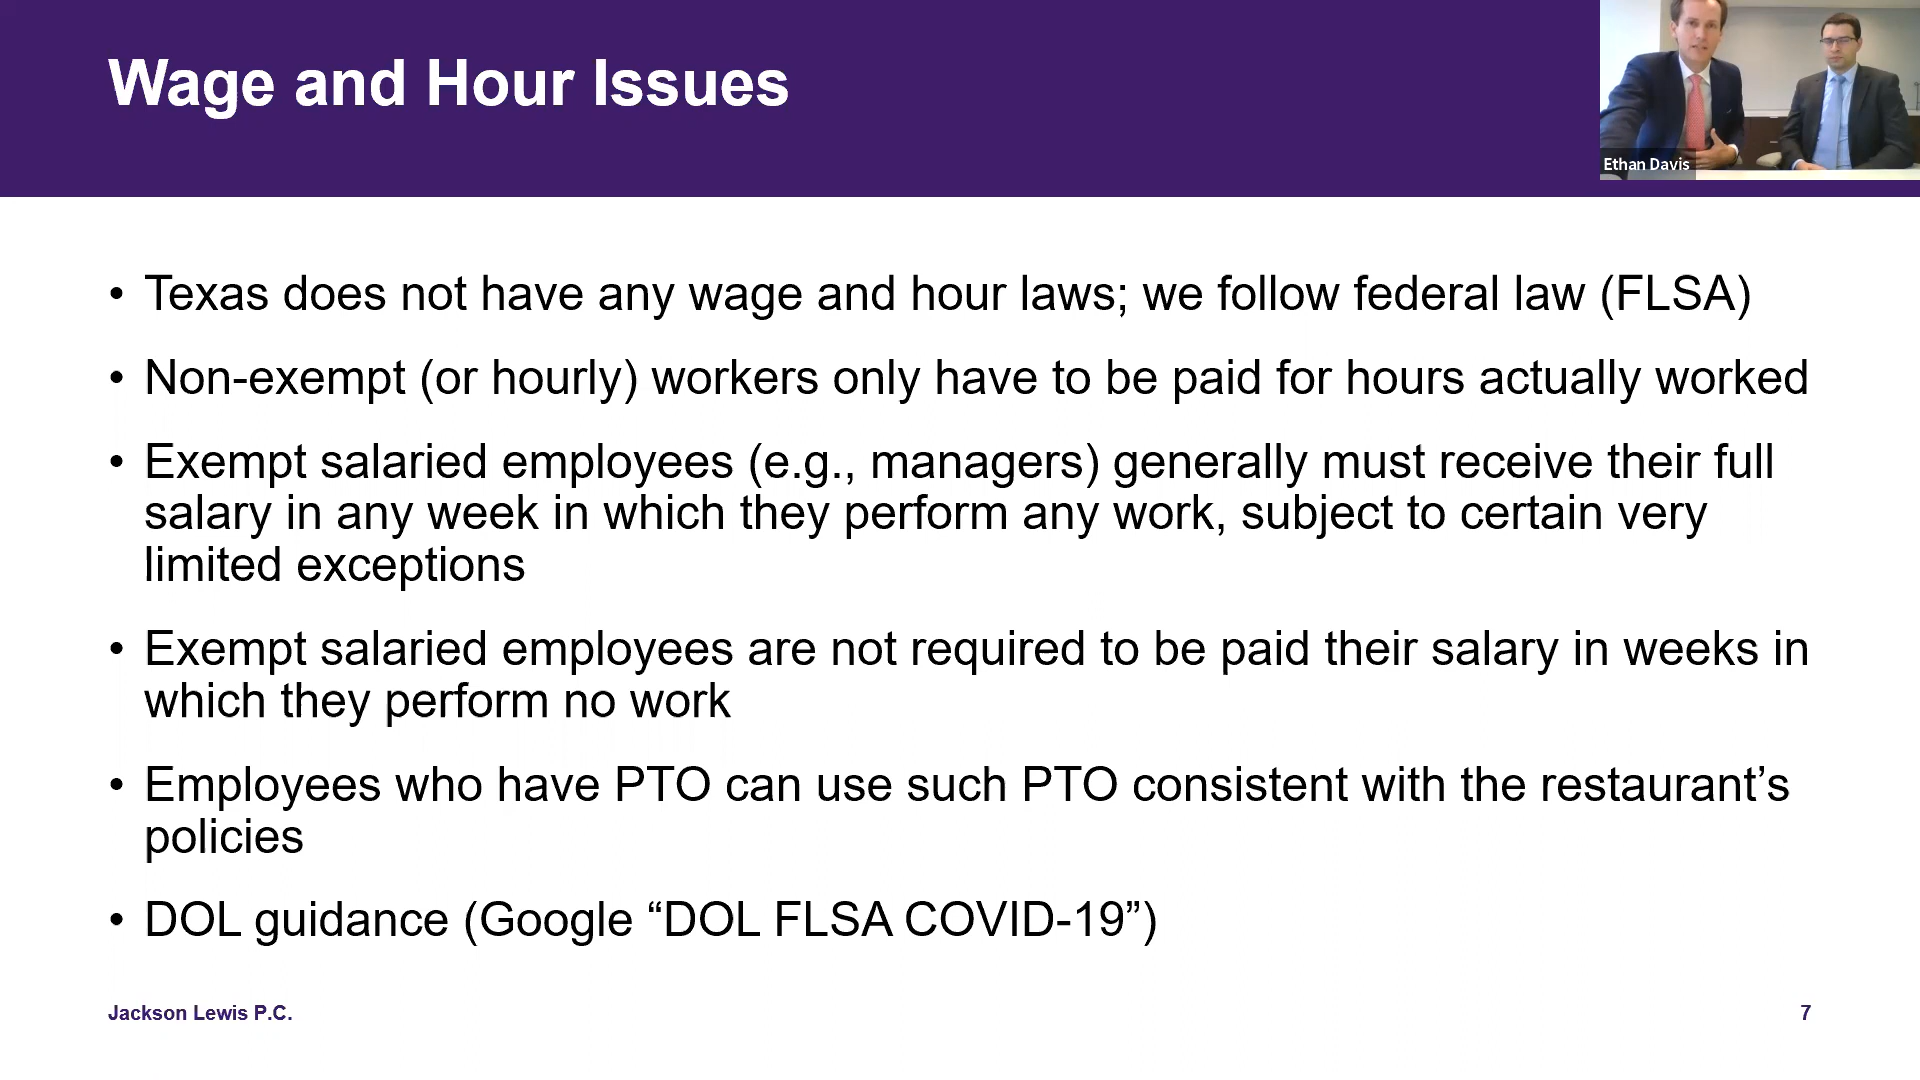 Wage and Hour Issues
Ethan Davis
• Texas does not have any wage and hour laws; we follow federal law (FLSA)
• Non-exempt (or hourly) workers only have to be paid for hours actually worked
• Exempt salaried employees (e.g., managers) generally must receive their full
salary in any week in which they perform any work, subject to certain very
limited exceptions
• Exempt salaried employees are not required to be paid their salary in weeks in
which they perform no work
• Employees who have PTO can use such PTO consistent with the restaurant’s
policies
• DOL guidance (Google “DOL FLSA COVID-19”)
Jackson Lewis P.C.
7